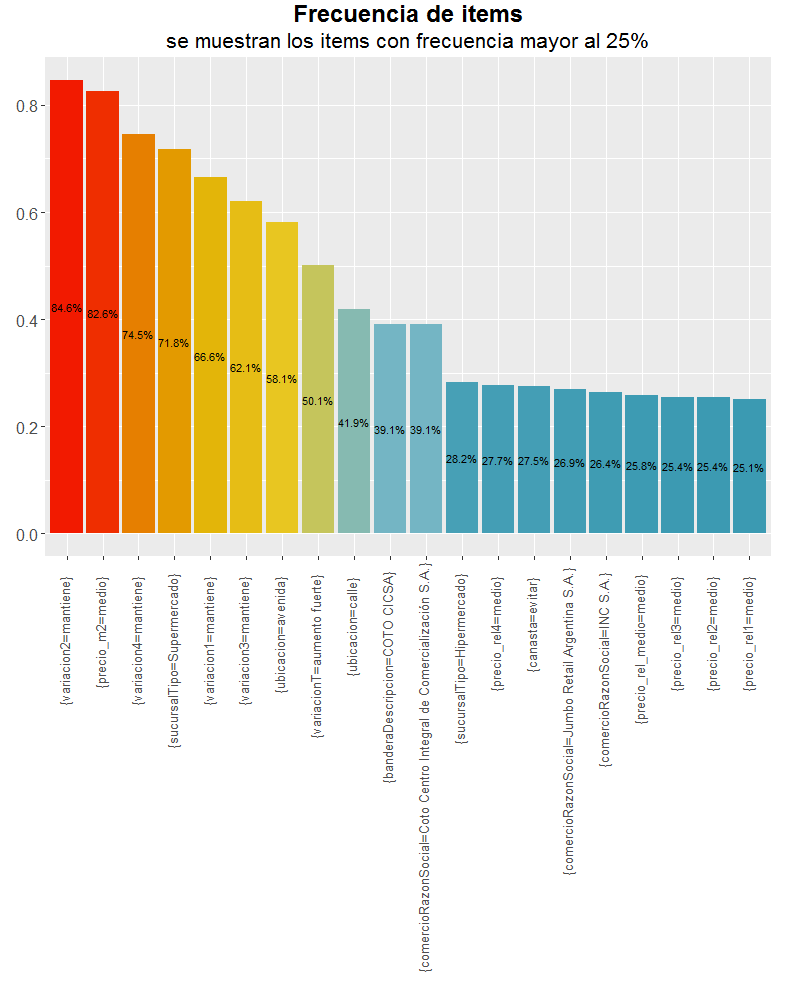 Frecuencia de items
se muestran los items con frecuencia mayor al 25%
0.8
0.6
0.4
0.2
0.0
84.6%
82.6%
74.5%
71.8%
66.6%
62.1%
58.1%
50.1%
41.9%
39.1%
39.1%
28.2%
27.7%
27.5%
26.9%
26.4%
25.8%
25.4%
25.4%
25.1%
{variacion2=mantiene}
{precio_m2=medio}
{variacion4=mantiene}
{sucursalTipo=Supermercado}
{variacion1=mantiene}
{variacion3=mantiene}
{ubicacion=avenida}
{variacionT=aumento fuerte}
{ubicacion=calle}
{banderaDescripcion=COTO CICSA}
{comercioRazonSocial=Coto Centro Integral de Comercialización S.A.}
{sucursalTipo=Hipermercado}
{precio_rel4=medio}
{canasta=evitar}
{comercioRazonSocial=Jumbo Retail Argentina S.A.}
{comercioRazonSocial=INC S.A.}
{precio_rel_medio=medio}
{precio_rel3=medio}
{precio_rel2=medio}
{precio_rel1=medio}